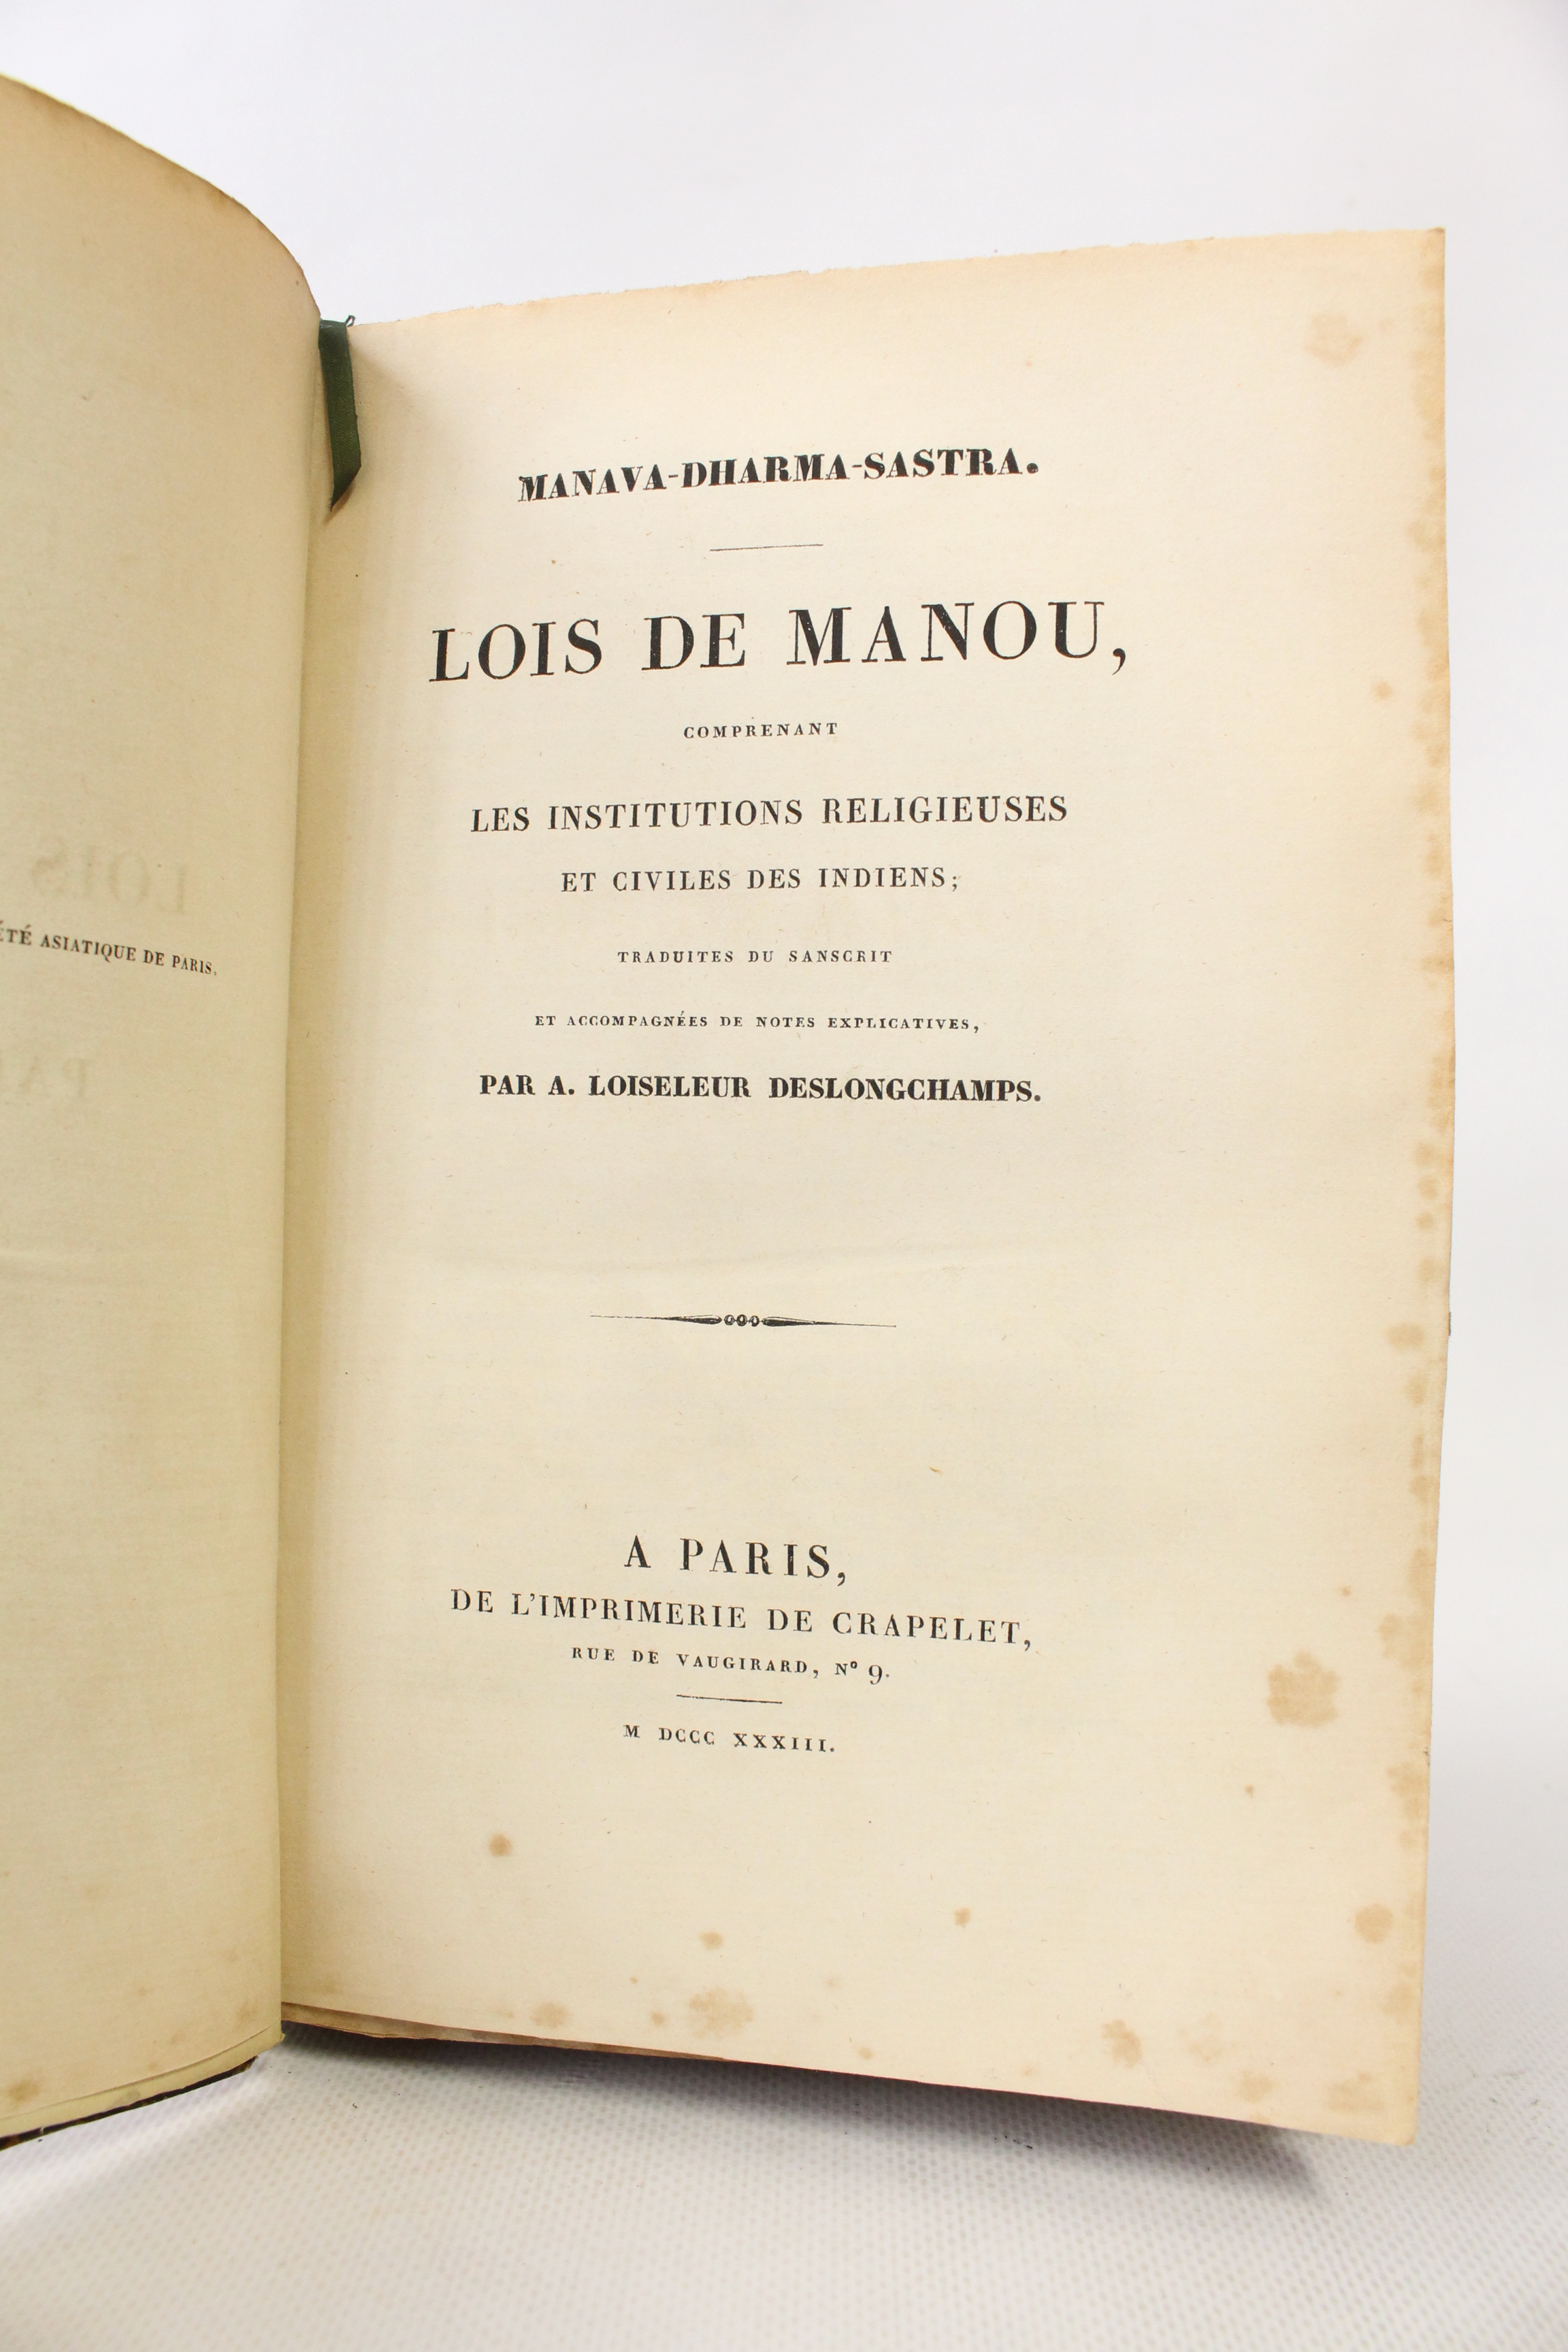 ÉTÉ ASIATIQUE DE PARIS.
MANAVA-DHARMA-SASTRA.
LOIS DE MANOU,
COMPRENANT
LES INSTITUTIONS RELIGIEUSES
ET CIVILES DES INDIENS;
TRADUITES DU SANSCRIT
ET ACCOMPAGNÉES DE NOTES EXPLICATIVES,
PAR A. LOISELEUR DESLONGCHAMPS.
A PARIS,
DE L'IMPRIMERIE DE CRAPELET,
RUE DE VAUGIRARD, Nº 9.
M DCCC XXXIII.